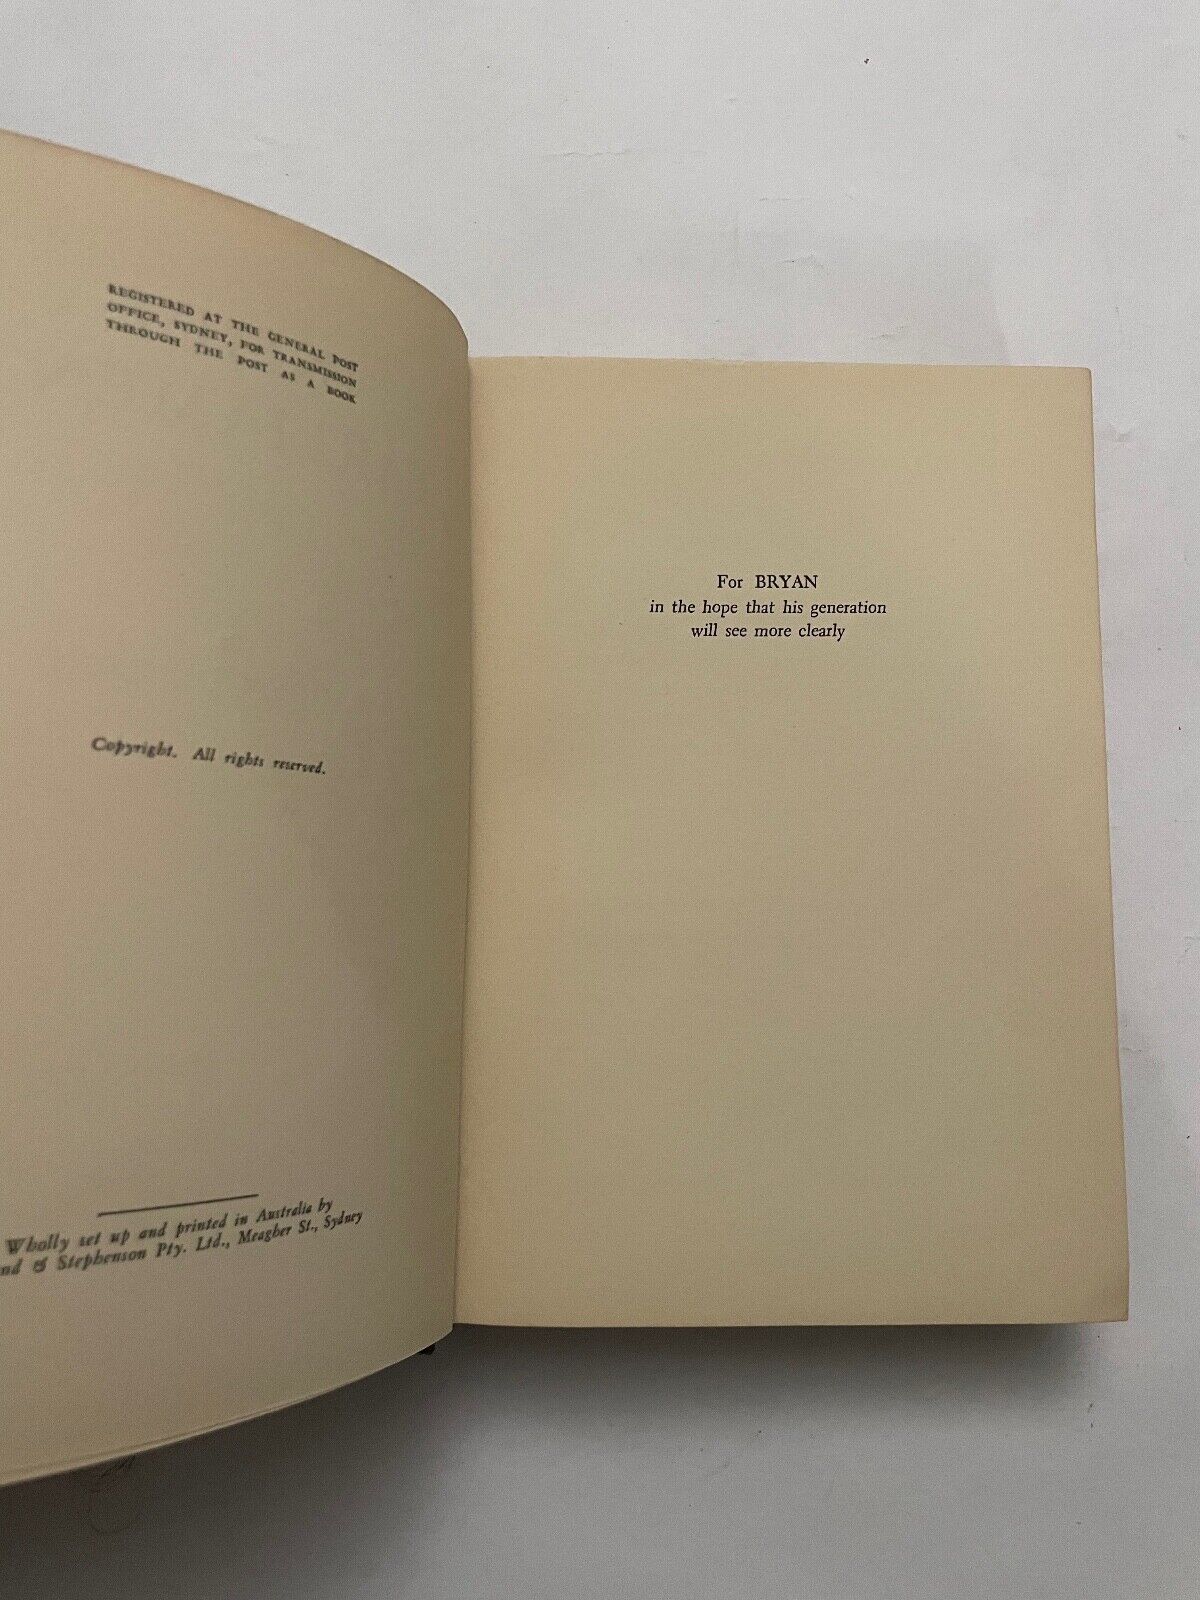 REGISTERED AT THE GENERAL POST
OFFICE, SYDNEY, FOR TRANSMISSION
THROUGH THE POST AS A BOOK
Copyright. All rights reserved.
Wholly set up and printed in Australia by
& Stephenson Pty. Ltd., Meagher St., Sydney
For BRYAN
in the hope that his generation
will see more clearly